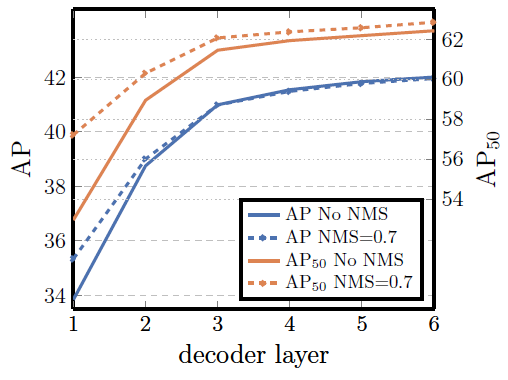 AP
42
40
38
36
34
62
60
58
56
54
AP₅₀
AP No NMS
AP NMS=0.7
AP₅₀ No NMS
AP₅₀ NMS=0.7
1 2 3 4 5 6
decoder layer